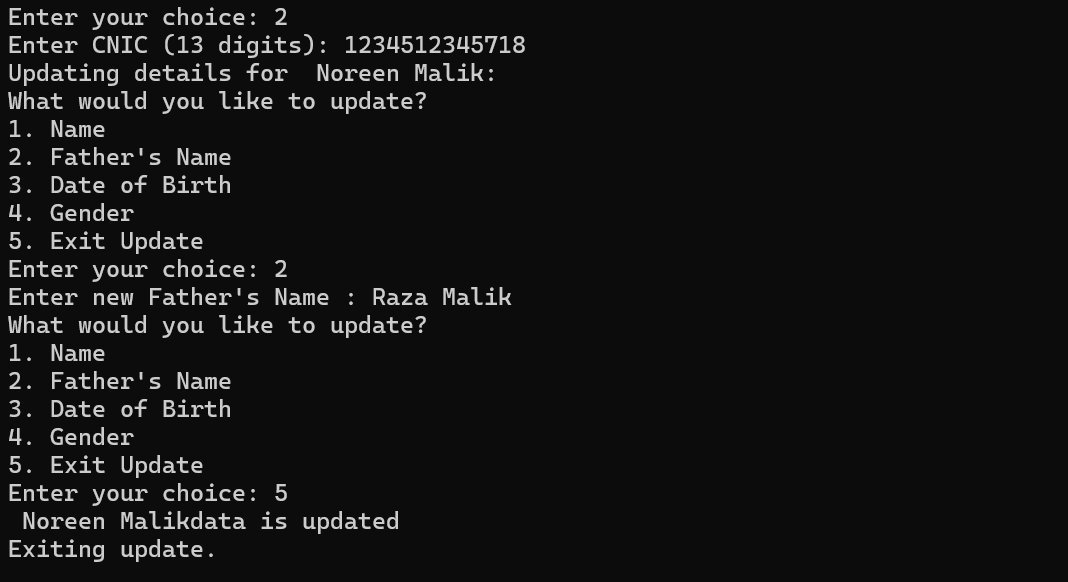 Enter your choice: 2
Enter CNIC (13 digits): 1234512345718
Updating details for  Noreen Malik:
What would you like to update?
1. Name
2. Father's Name
3. Date of Birth
4. Gender
5. Exit Update
Enter your choice: 2
Enter new Father's Name : Raza Malik
What would you like to update?
1. Name
2. Father's Name
3. Date of Birth
4. Gender
5. Exit Update
Enter your choice: 5
 Noreen Malikdata is updated
Exiting update.